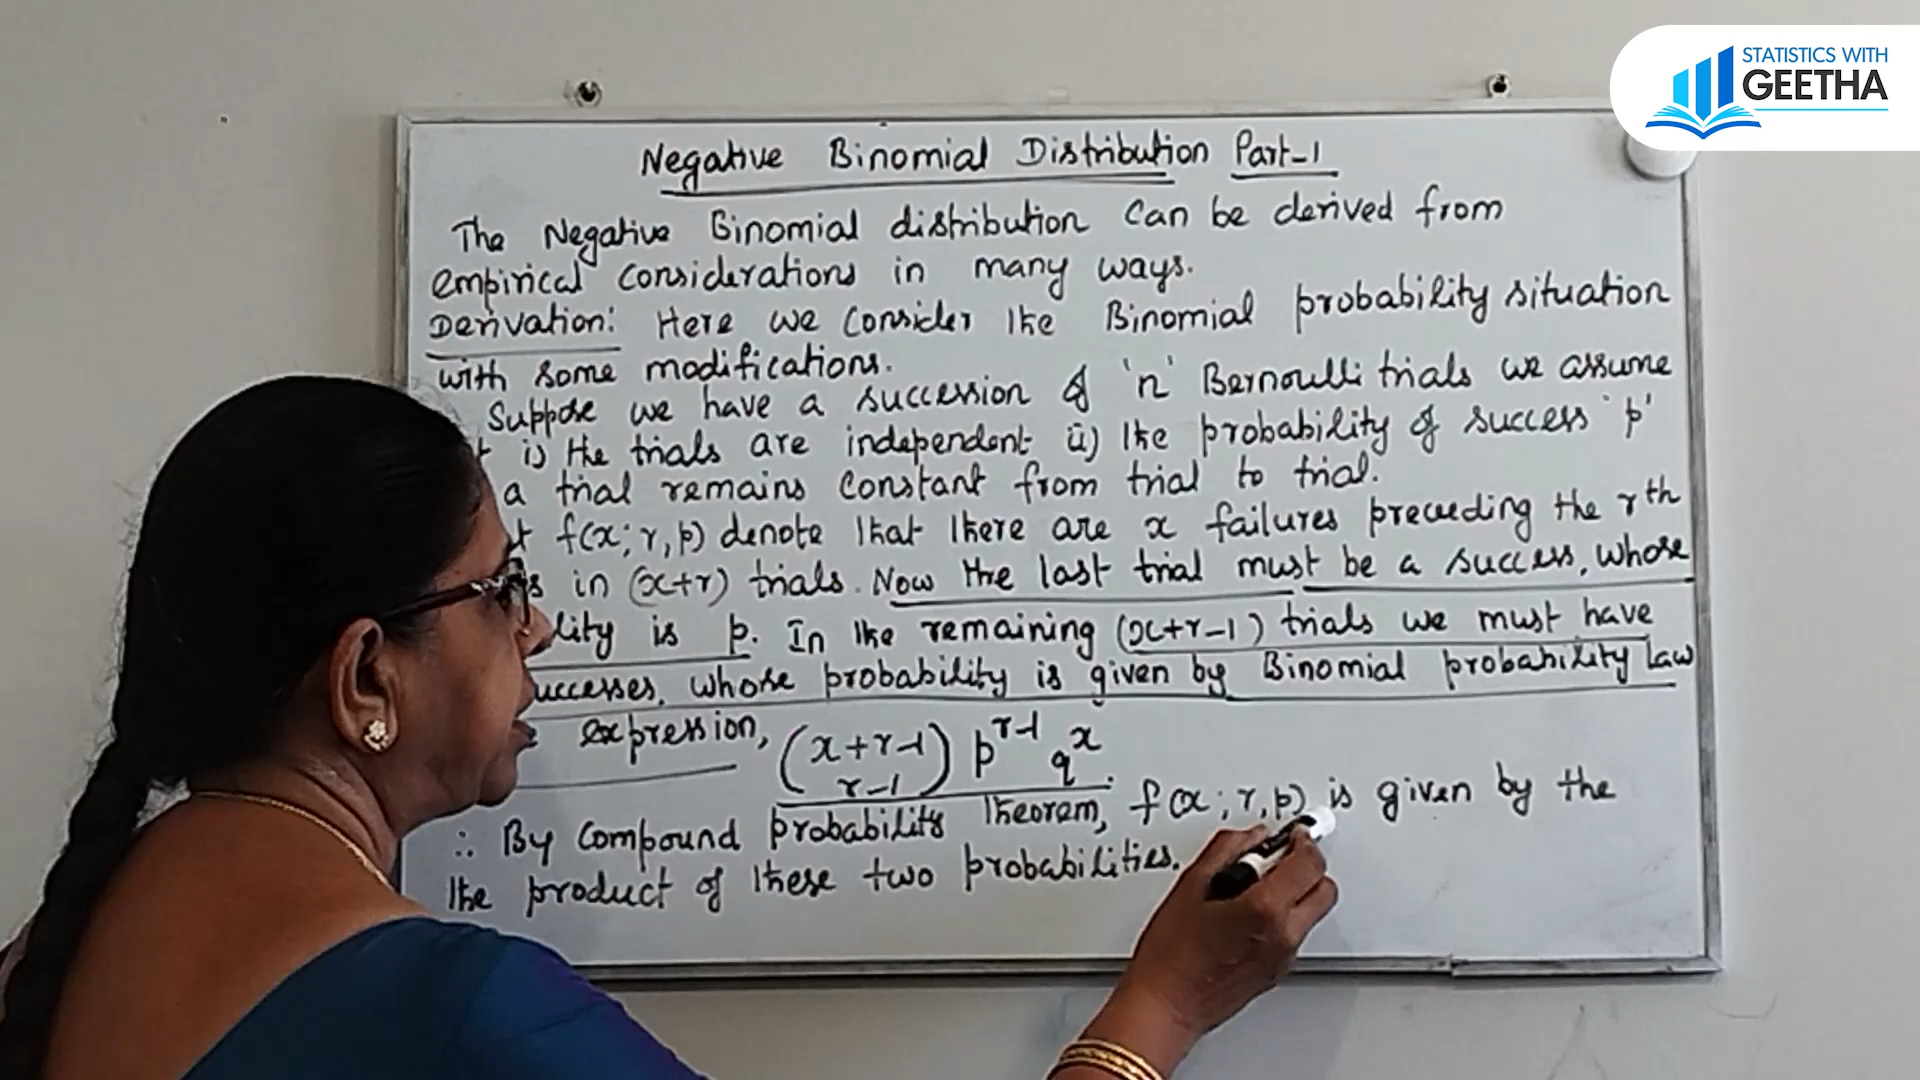 STATISTICS WITH
GEETHA
Negative Binomial Distribution Part-1
The Negative Binomial distribution can be derived from
empirical considerations in many ways.
Derivation: Here we consider the Binomial probability situation
with some modifications.
Suppose we have a succession of 'n' Bernoulli trials we assume
i) the trials are independent ii) the probability of success 'p'
a trial remains constant from trial to trial.
f(x; r, p) denote that there are x failures preceeding the rth
in (x+r) trials. Now the last trial must be a success, whose
is p. In the remaining (x+r-1) trials we must have
uccesses, whose probability is given by Binomial probability law
expression, (x+r-1 r-1) p^r-1 q^x.
∴ By compound probability theorem, f(x; r, p) is given by the
the product of these two probabilities.